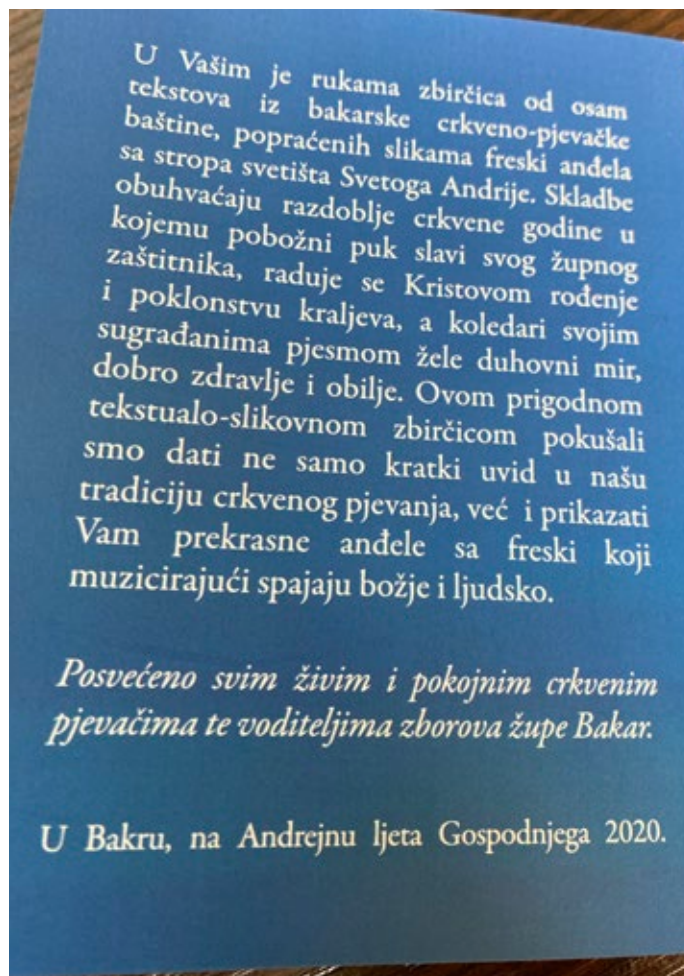 U Vašim je rukama zbirčica od osam
tekstova iz bakarske crkveno-pjevačke
baštine, popraćenih slikama freski anđela
sa stropa svetišta Svetoga Andrije. Skladbe
obuhvaćaju razdoblje crkvene godine u
kojemu pobožni puk slavi svog župnog
zaštitnika, raduje se Kristovom rođenje
i poklonstvu kraljeva, a koledari svojim
sugrađanima pjesmom žele duhovni mir,
dobro zdravlje i obilje. Ovom prigodnom
tekstualo-slikovnom zbirčicom pokušali
smo dati ne samo kratki uvid u našu
tradiciju crkvenog pjevanja, već i prikazati
Vam prekrasne anđele sa freski koji
muzicirajući spajaju božje i ljudsko.
Posvećeno svim živim i pokojnim crkvenim
pjevačima te voditeljima zborova župe Bakar.
U Bakru, na Andrejnu ljeta Gospodnjega 2020.